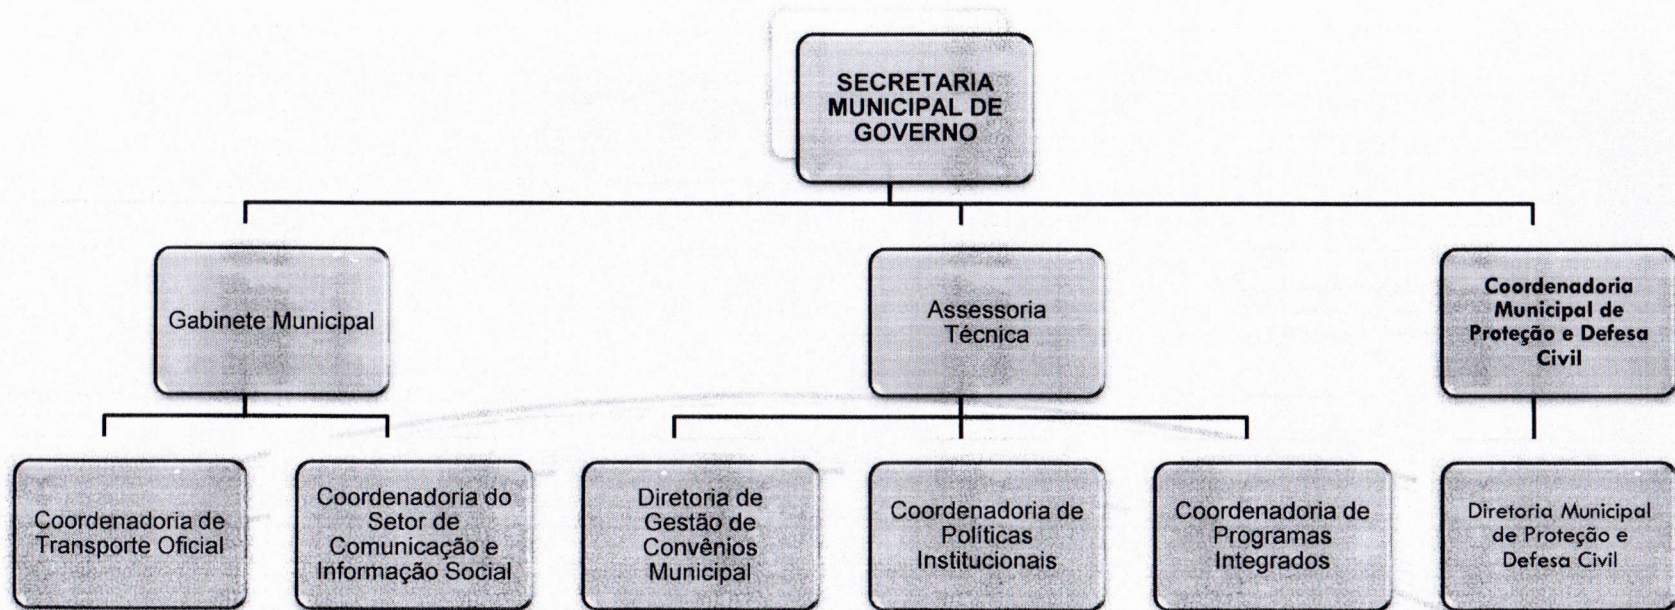 SECRETARIA
MUNICIPAL DE
GOVERNO
Gabinete Municipal
Assessoria
Técnica
Coordenadoria
Municipal de
Proteção e Defesa
Civil
Coordenadoria de
Transporte Oficial
Coordenadoria do
Setor de
Comunicação e
Informação Social
Diretoria de
Gestão de
Convênios
Municipal
Coordenadoria de
Políticas
Institucionais
Coordenadoria de
Programas
Integrados
Diretoria Municipal
de Proteção e
Defesa Civil